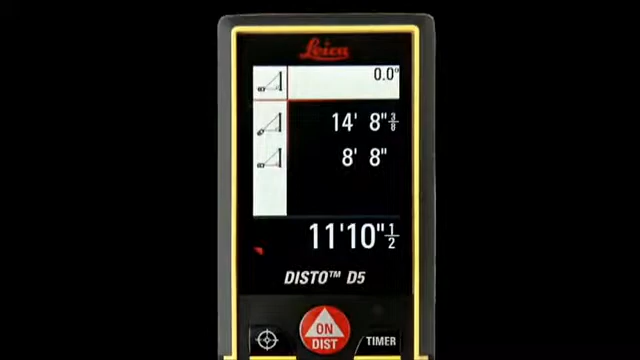 Leica
0.0°
14' 8"3/8
8' 8"
11'10"1/2
DISTO™ D5
ON
DIST
TIMER